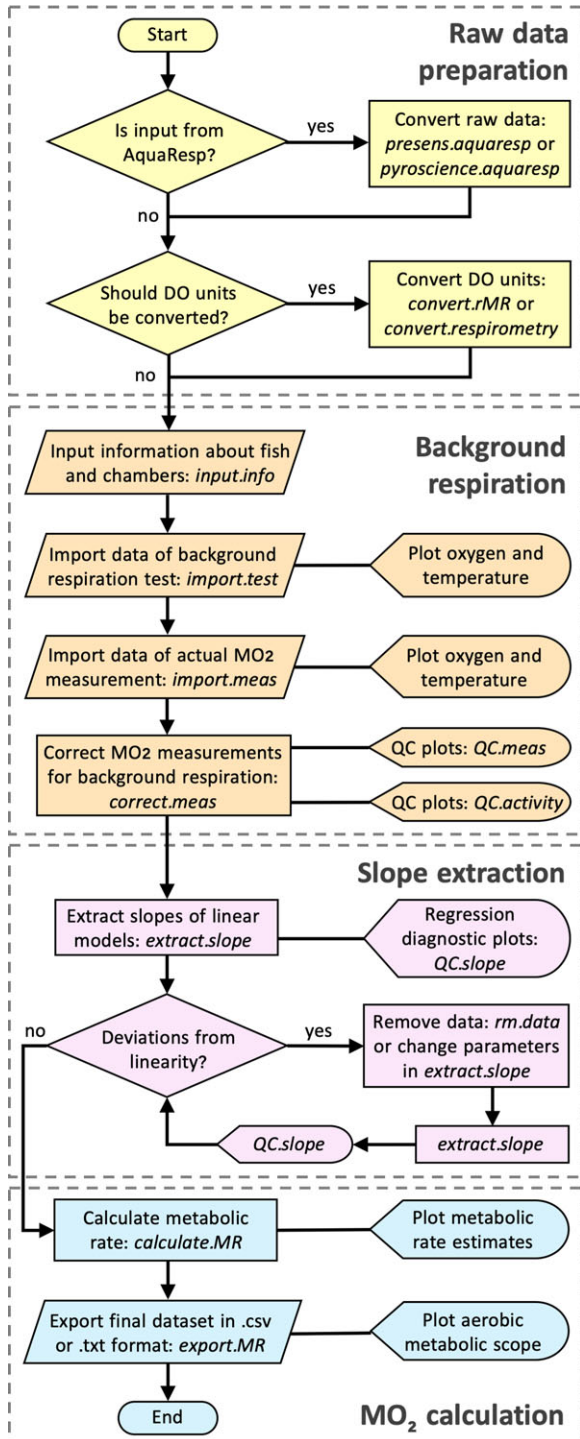 Start
Raw data
preparation
Is input from
AquaResp?
yes
Convert raw data:
presens.aquaresp or
pyroscience.aquaresp
no
Should DO units
be converted?
yes
Convert DO units:
convert.rMR or
convert.respirometry
no
Background
respiration
Input information about fish
and chambers: input.info
Import data of background
respiration test: import.test
Plot oxygen and
temperature
Import data of actual MO2
measurement: import.meas
Plot oxygen and
temperature
Correct MO2 measurements
for background respiration:
correct.meas
QC plots: QC.meas
QC plots: QC.activity
Slope extraction
Extract slopes of linear
models: extract.slope
Regression
diagnostic plots:
QC.slope
no
Deviations from
linearity?
yes
Remove data: rm.data
or change parameters
in extract.slope
QC.slope
extract.slope
Calculate metabolic
rate: calculate.MR
Plot metabolic
rate estimates
Export final dataset in .csv
or .txt format: export.MR
Plot aerobic
metabolic scope
End
MO₂ calculation